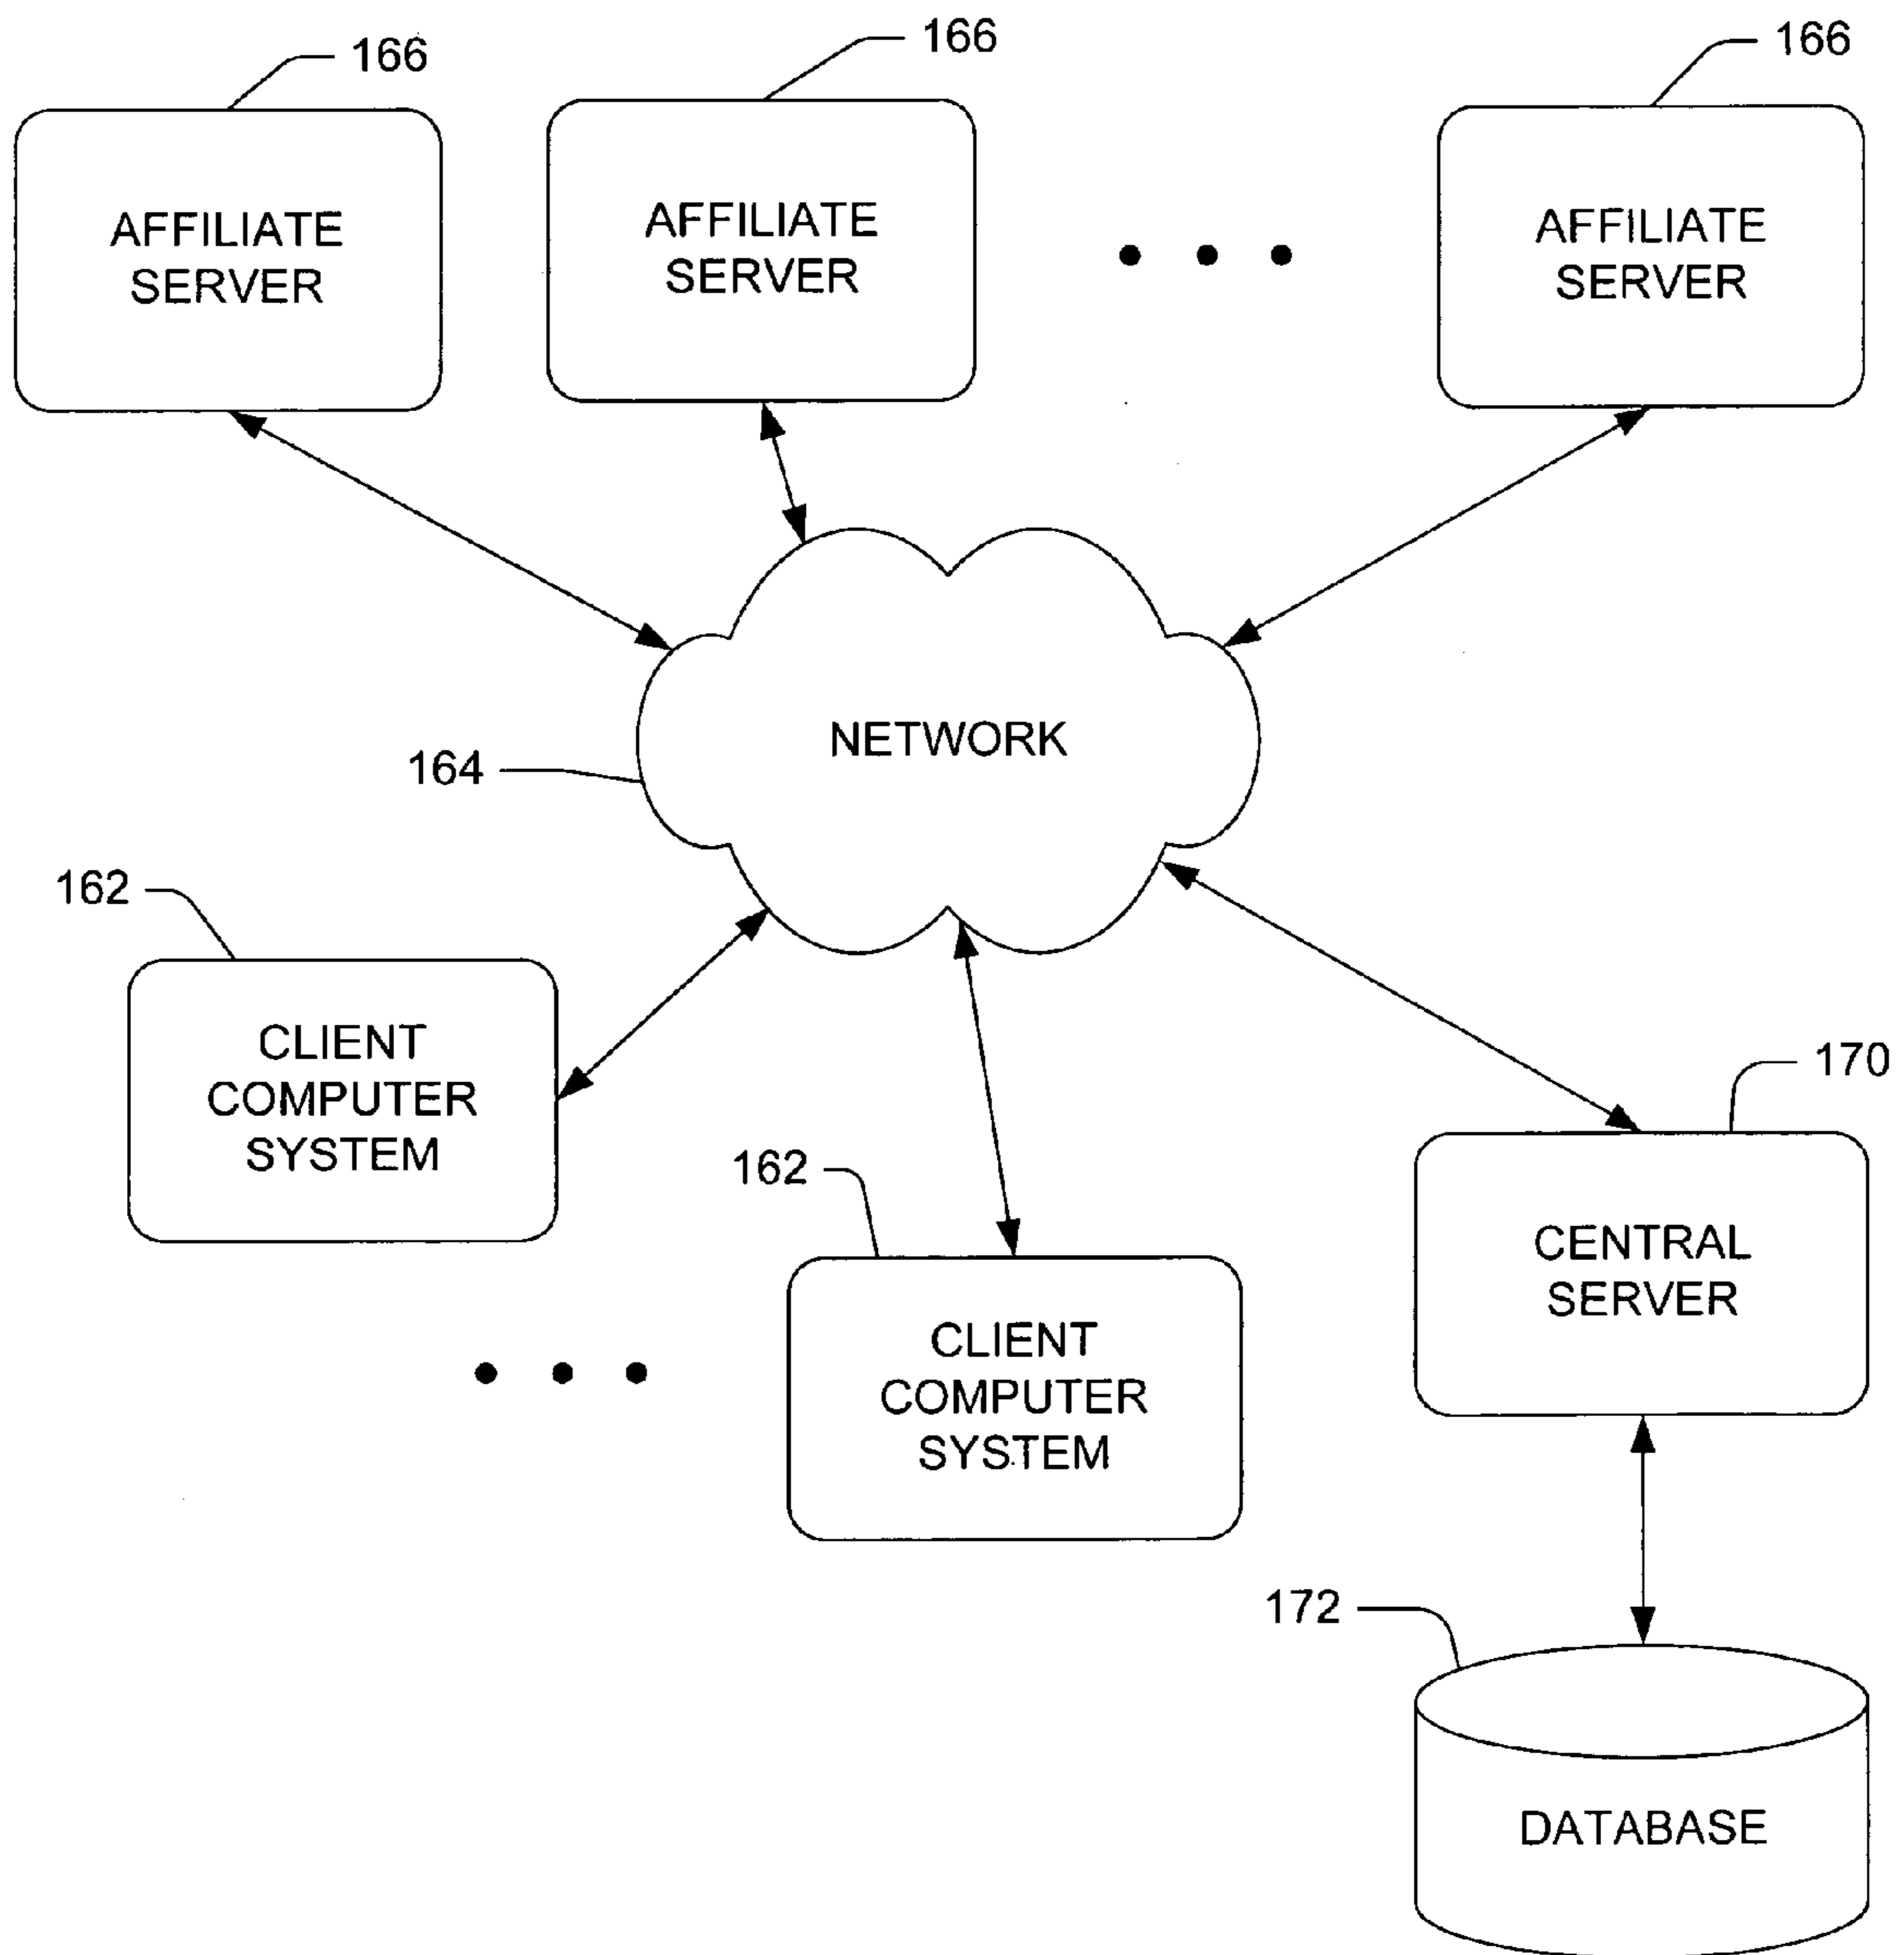 166
166
166
AFFILIATE
SERVER
AFFILIATE
SERVER
AFFILIATE
SERVER
NETWORK
164
162
CLIENT
COMPUTER
SYSTEM
170
162
CENTRAL
SERVER
CLIENT
COMPUTER
SYSTEM
172
DATABASE